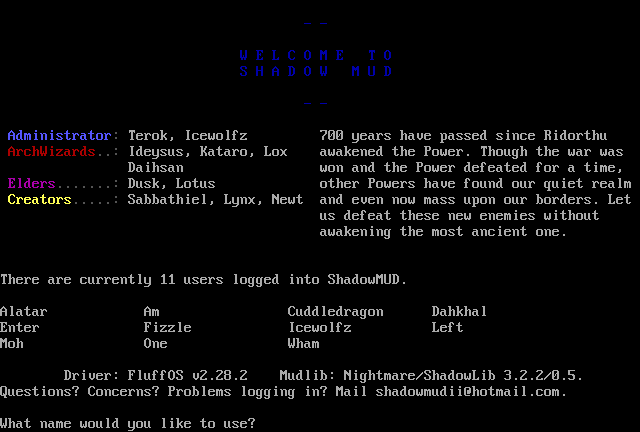 WELCOME TO
SHADOW MUD
Administrator: Terok, Icewolfz
ArchWizards..: Ideysus, Kataro, Lox
Daihsan
Elders.......: Dusk, Lotus
Creators.....: Sabbathiel, Lynx, Newt
700 years have passed since Ridorthu
awakened the Power. Though the war was
won and the Power defeated for a time,
other Powers have found our quiet realm
and even now mass upon our borders. Let
us defeat these new enemies without
awakening the most ancient one.
There are currently 11 users logged into ShadowMUD.
Alatar Am Cuddledragon Dahkhal
Enter Fizzle Icewolfz Left
Moh One Wham
Driver: FluffOS v2.28.2 Mudlib: Nightmare/ShadowLib 3.2.2/0.5.
Questions? Concerns? Problems logging in? Mail shadowmudii@hotmail.com.
What name would you like to use?